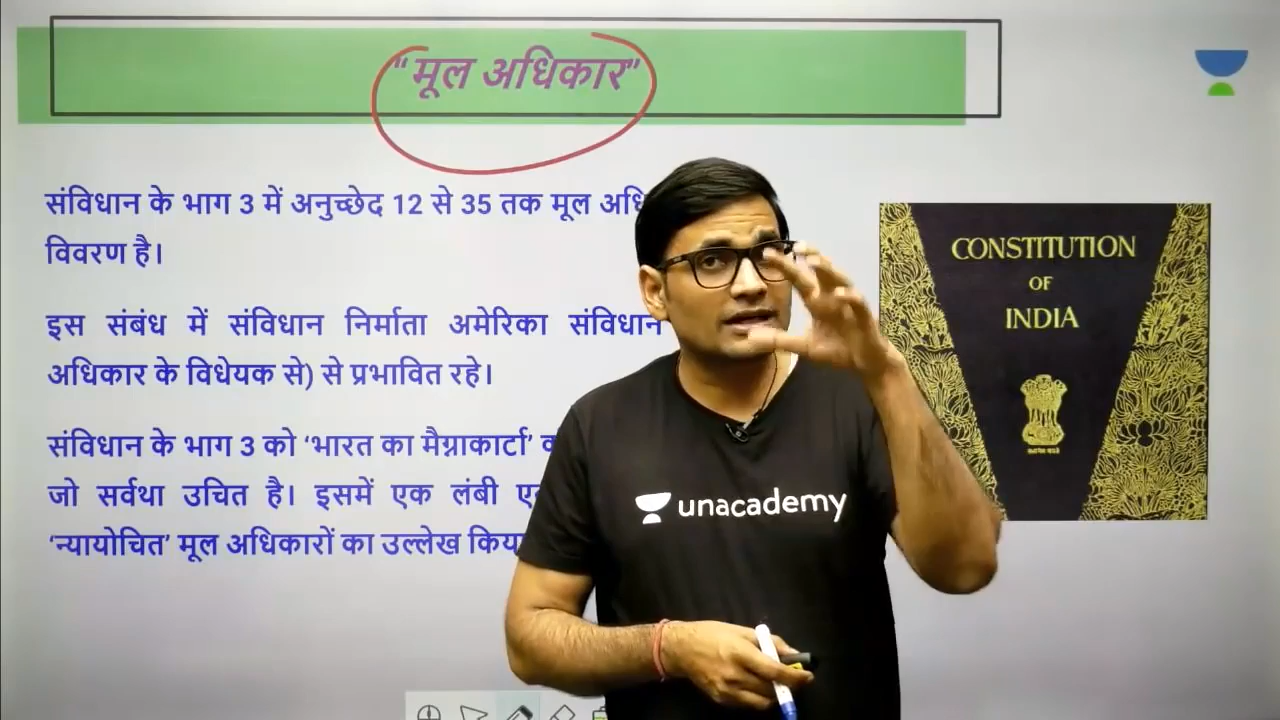 “मूल अधिकार”
संविधान के भाग 3 में अनुच्छेद 12 से 35 तक मूल
विवरण है।
इस संबंध में संविधान निर्माता अमेरिका संविधान
अधिकार के विधेयक से) से प्रभावित रहे।
संविधान के भाग 3 को ‘भारत का मैग्नाकार्टा’
जो सर्वथा उचित है। इसमें एक लंबी
‘न्यायोचित’ मूल अधिकारों का उल्लेख
CONSTITUTION
OF
INDIA
unacademy